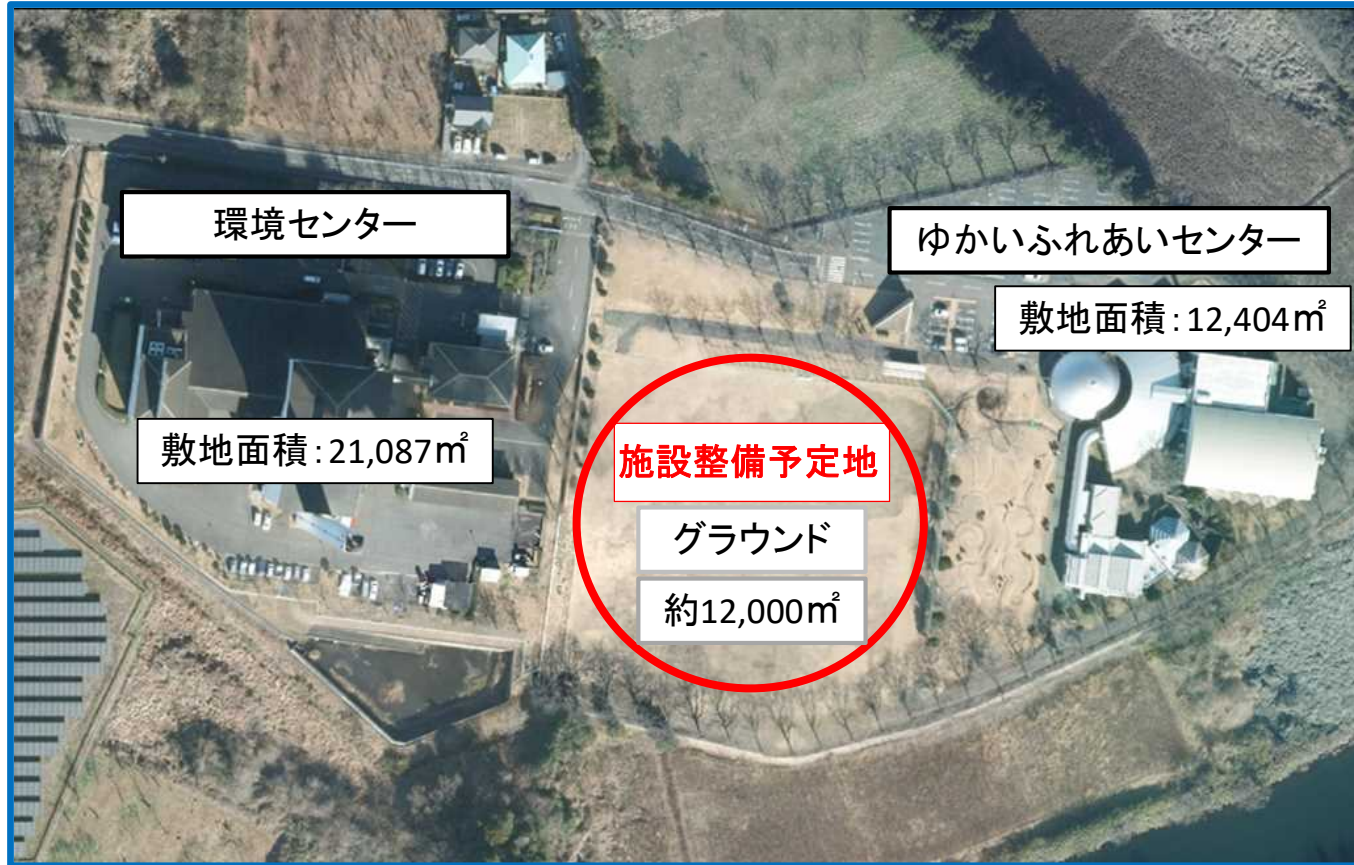 環境センター
ゆかいふれあいセンター
敷地面積：12,404㎡
敷地面積：21,087㎡
施設整備予定地
グラウンド
約12,000㎡